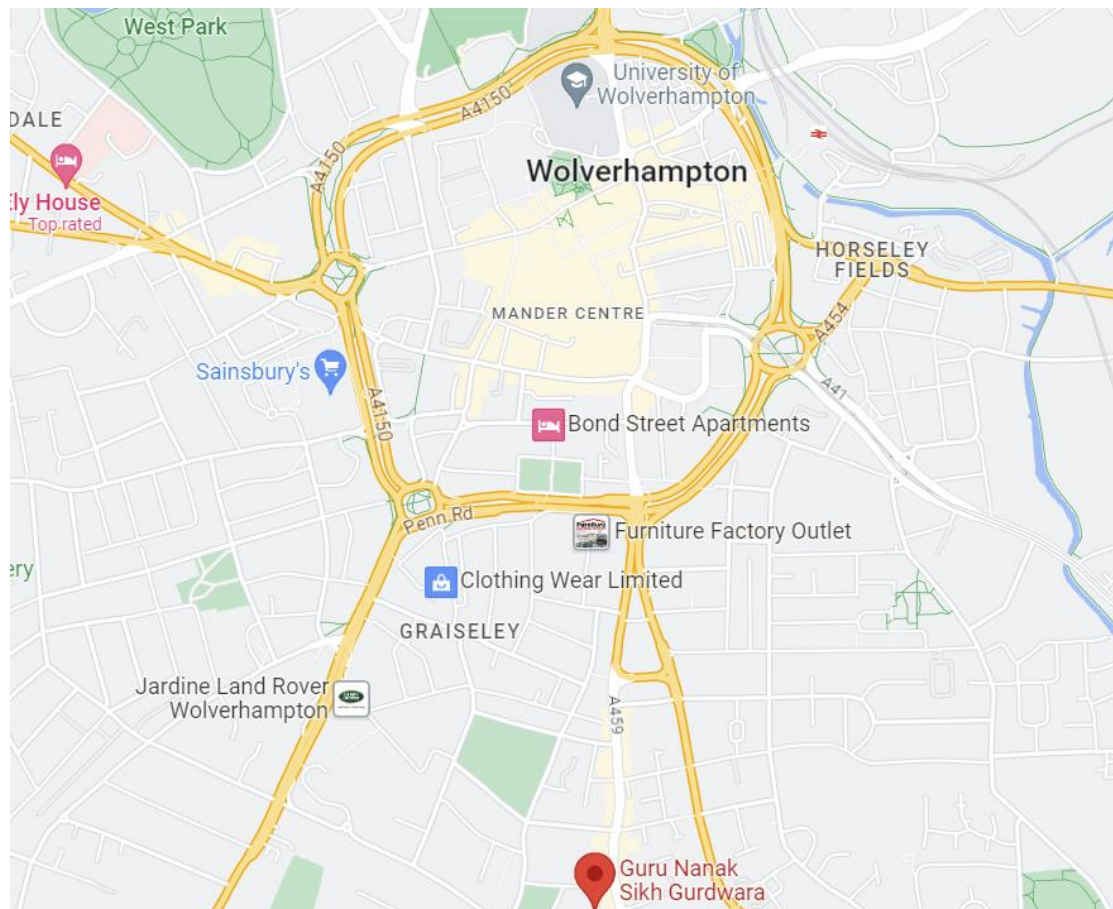 West Park
University of
Wolverhampton
A4150
DALE
A4150
Wolverhampton
Ely House
Top rated
HORSELEY
FIELDS
MANDER CENTRE
A454
Sainsbury's
A41
A4150
Bond Street Apartments
Penn Rd
Furniture Factory Outlet
ery
Clothing Wear Limited
GRAISELEY
Jardine Land Rover
Wolverhampton
A459
Guru Nanak
Sikh Gurdwara